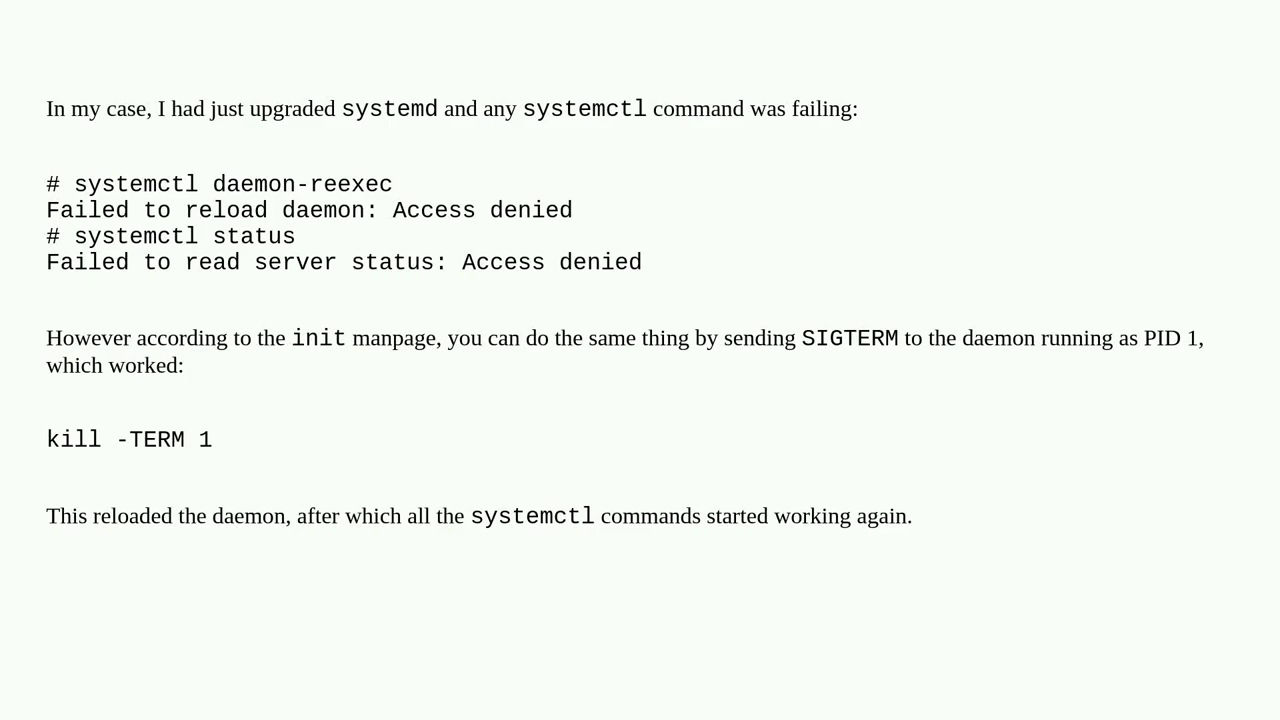 In my case, I had just upgraded systemd and any systemctl command was failing:
# systemctl daemon-reexec
Failed to reload daemon: Access denied
# systemctl status
Failed to read server status: Access denied
However according to the init manpage, you can do the same thing by sending SIGTERM to the daemon running as PID 1,
which worked:
kill -TERM 1
This reloaded the daemon, after which all the systemctl commands started working again.